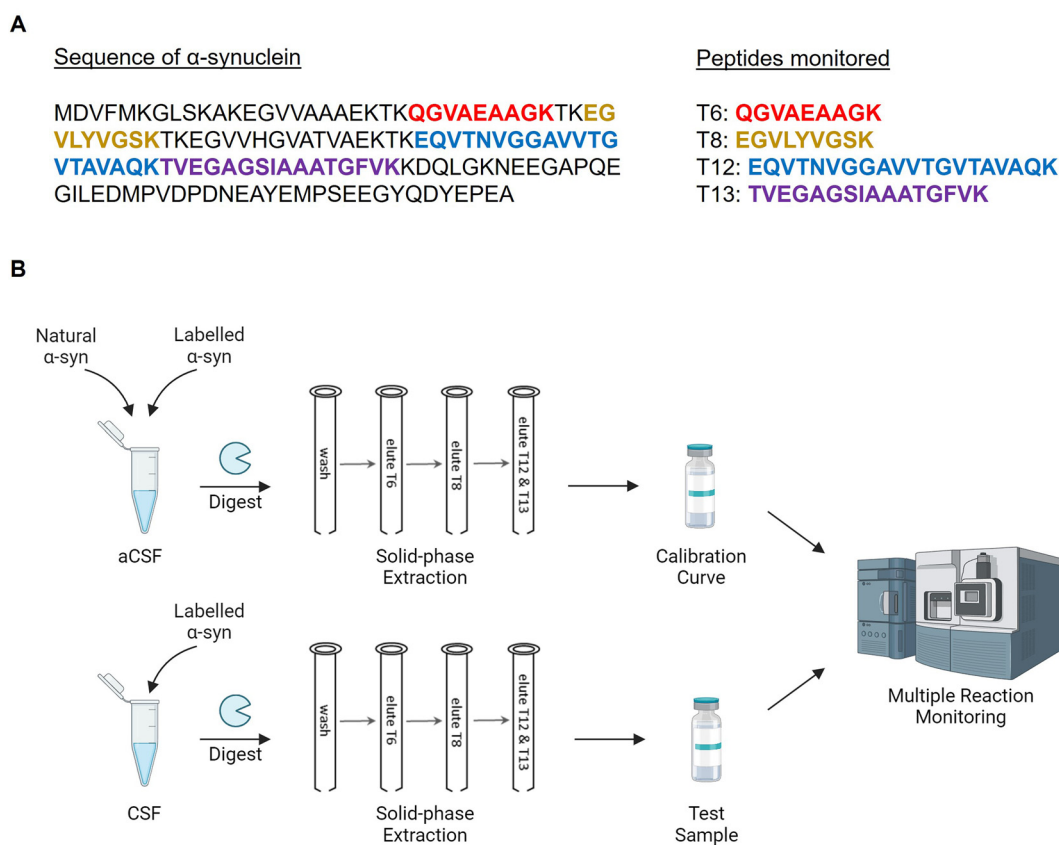 A
Sequence of α-synuclein
MDVFMKGLSKAKEGVVAAAEKTKQGVAEAAGKTKEG
VLYVGSKTKEGVVHGVATVAEKTKEQVTNVGGAVVTG
VTAVAQKTVEGAGSIAAATGFVKKDQLGKNEEGAPQE
GILEDMPVDPDNEAYEMPSEEGYQDYEPEA
Peptides monitored
T6: QGVAEAAGK
T8: EGVLYVGSK
T12: EQVTNVGGAVVTGVTAVAQK
T13: TVEGAGSIAAATGFVK
B
Natural
α-syn
Labelled
α-syn
aCSF
Digest
wash
elute T6
elute T8
elute T12 & T13
Solid-phase
Extraction
Calibration
Curve
Labelled
α-syn
CSF
Digest
wash
elute T6
elute T8
elute T12 & T13
Solid-phase
Extraction
Test
Sample
Multiple Reaction
Monitoring